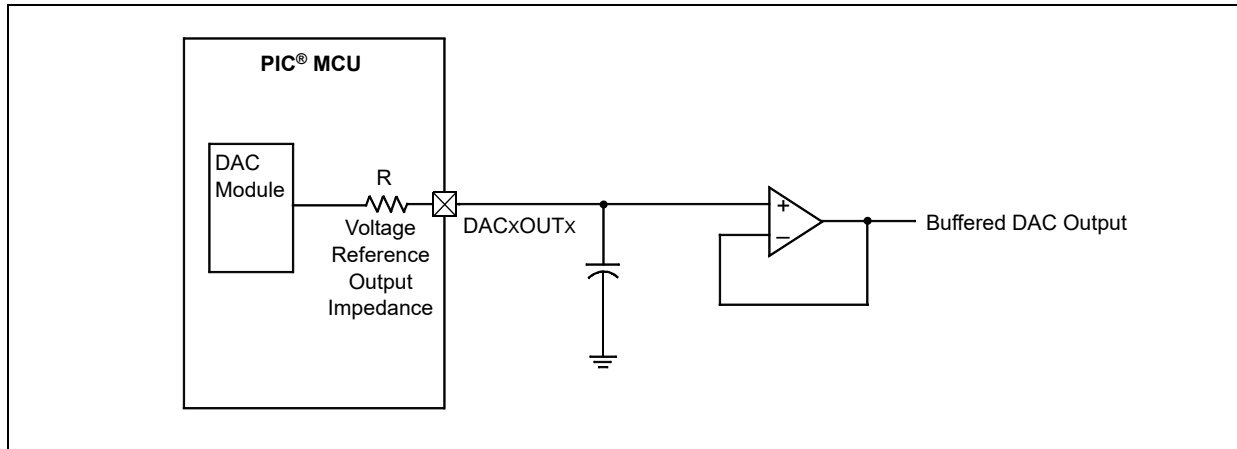 PIC® MCU
DAC
Module
R
Voltage
Reference
Output
Impedance
DACXOUTX
+
–
Buffered DAC Output